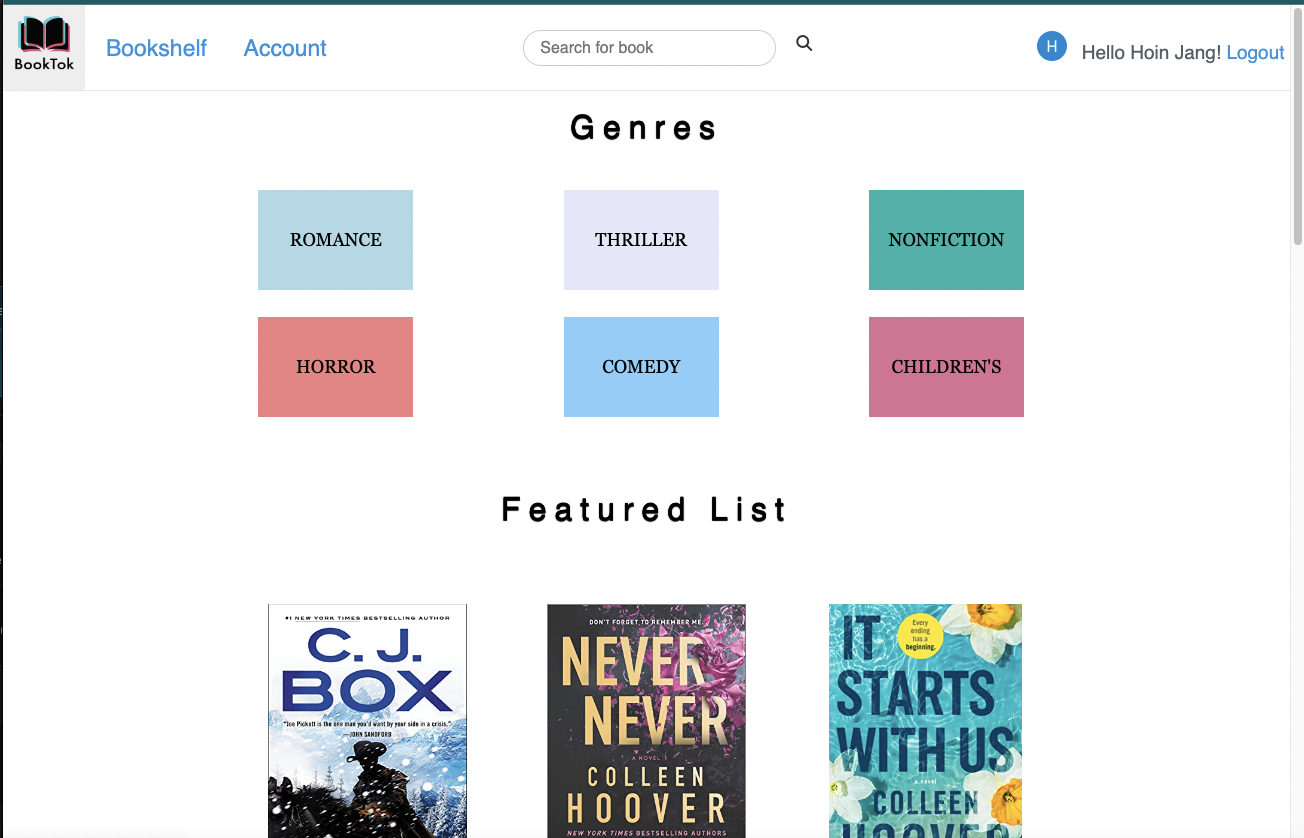 BookTok
Bookshelf Account Search for book H Hello Hoin Jang! Logout
Genres
ROMANCE THRILLER NONFICTION
HORROR COMEDY CHILDREN'S
Featured List
#1 NEW YORK TIMES BESTSELLING AUTHOR
C. J.
BOX
"Joe Pickett is the one man you'd want by your side in a crisis."
—JOHN SANDFORD
DON'T FORGET TO REMEMBER ME.
NEVER
NEVER
A NOVEL
COLLEEN
HOOVER
NEW YORK TIMES BESTSELLING AUTHORS
Every
ending
has a
beginning.
IT
STARTS
WITH US
a novel
COLLEEN
HOOVER